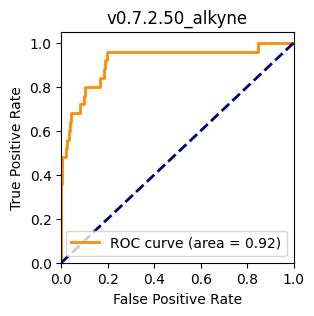 v0.7.2.50_alkyne
True Positive Rate
1.0
0.8
0.6
0.4
0.2
0.0
ROC curve (area = 0.92)
0.0 0.2 0.4 0.6 0.8 1.0
False Positive Rate